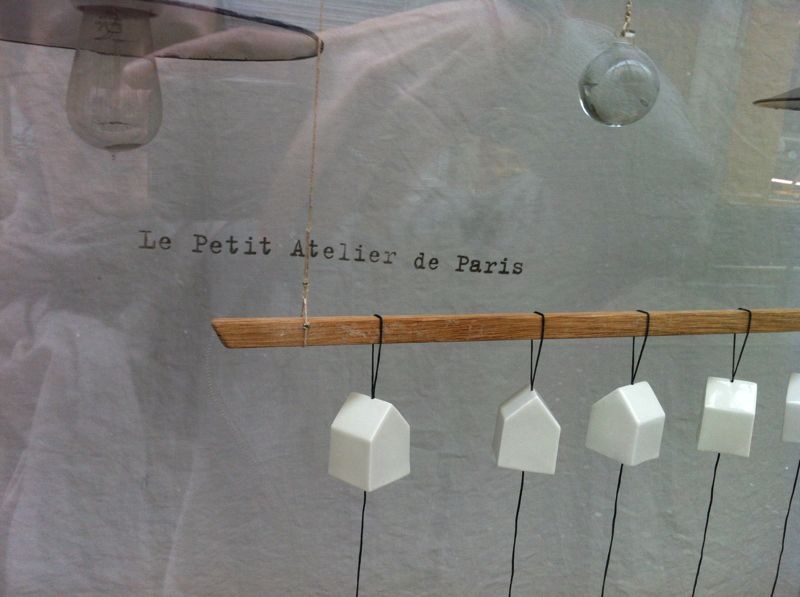 Le Petit Atelier de Paris